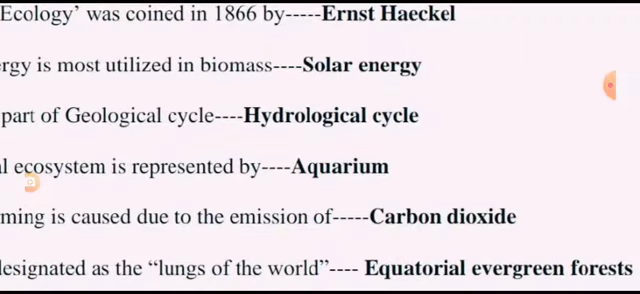 Ecology’ was coined in 1866 by-----Ernst Haeckel
ergy is most utilized in biomass----Solar energy
part of Geological cycle----Hydrological cycle
l ecosystem is represented by----Aquarium
ming is caused due to the emission of-----Carbon dioxide
designated as the “lungs of the world”---- Equatorial evergreen forests